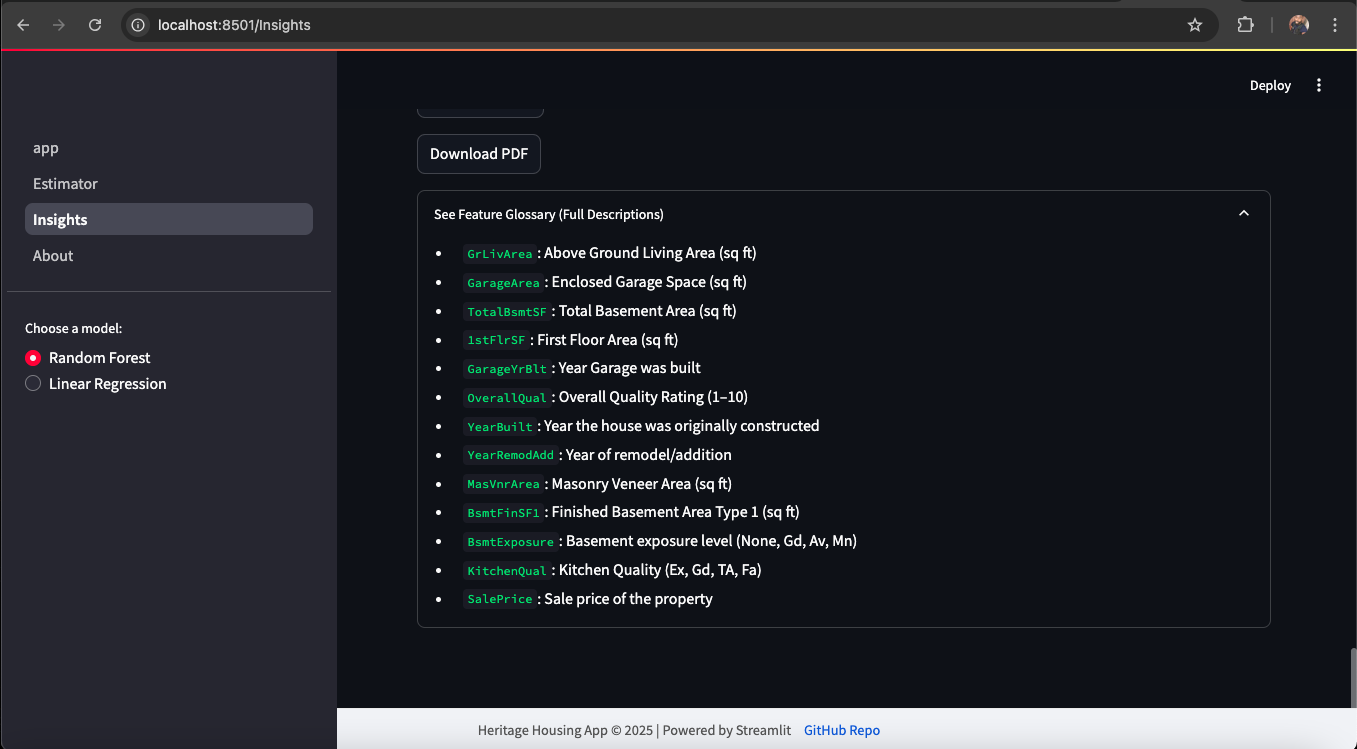 localhost:8501/Insights
Deploy
app
Estimator
Insights
About
Choose a model:
Random Forest
Linear Regression
Download PDF
See Feature Glossary (Full Descriptions)
GrLivArea : Above Ground Living Area (sq ft)
GarageArea : Enclosed Garage Space (sq ft)
TotalBsmtSF : Total Basement Area (sq ft)
1stFlrSF : First Floor Area (sq ft)
GarageYrBlt : Year Garage was built
OverallQual : Overall Quality Rating (1–10)
YearBuilt : Year the house was originally constructed
YearRemodAdd : Year of remodel/addition
MasVnrArea : Masonry Veneer Area (sq ft)
BsmtFinSF1 : Finished Basement Area Type 1 (sq ft)
BsmtExposure : Basement exposure level (None, Gd, Av, Mn)
KitchenQual : Kitchen Quality (Ex, Gd, TA, Fa)
SalePrice : Sale price of the property
Heritage Housing App © 2025 | Powered by Streamlit GitHub Repo